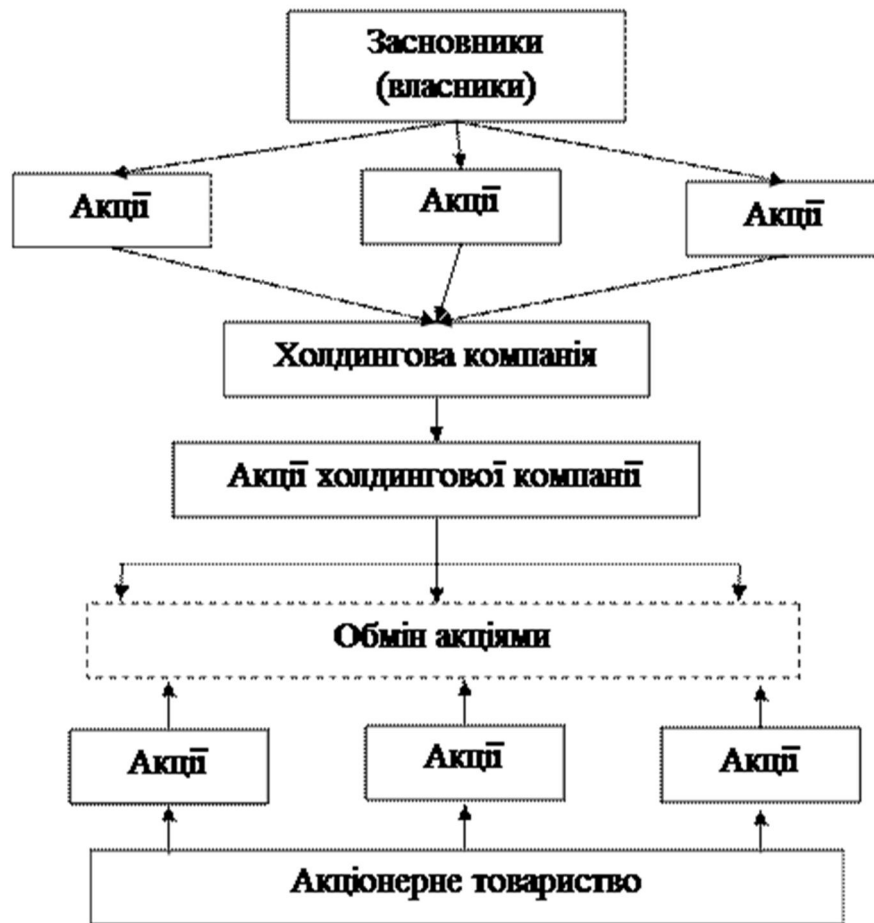 Засновники
(власники)
Акції
Акції
Акції
Холдингова компанія
Акції холдингової компанії
Обмін акціями
Акції
Акції
Акції
Акціонерне товариство